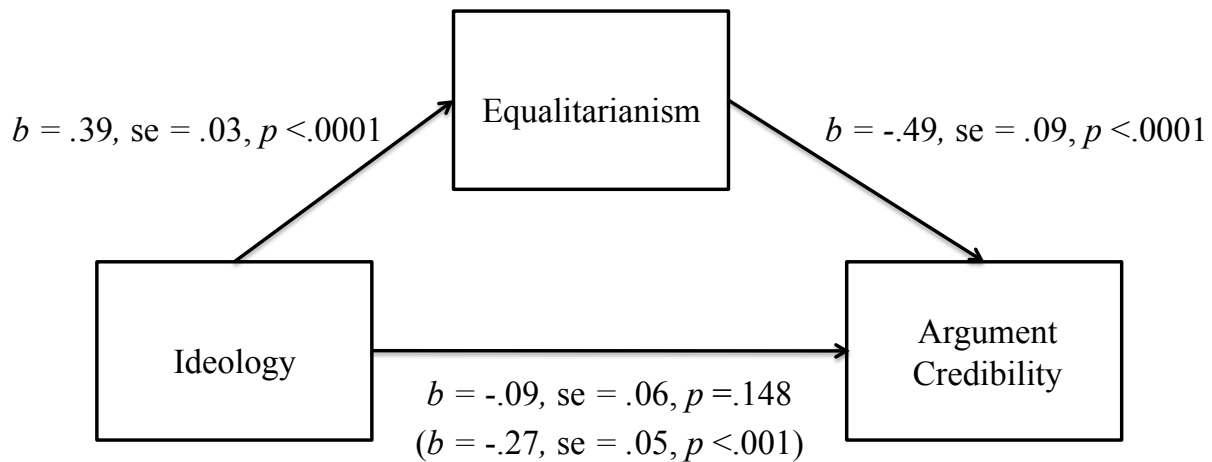 Equalitarianism
b = .39, se = .03, p <.0001
b = -.49, se = .09, p <.0001
Ideology
Argument
Credibility
b = -.09, se = .06, p =.148
(b = -.27, se = .05, p <.001)